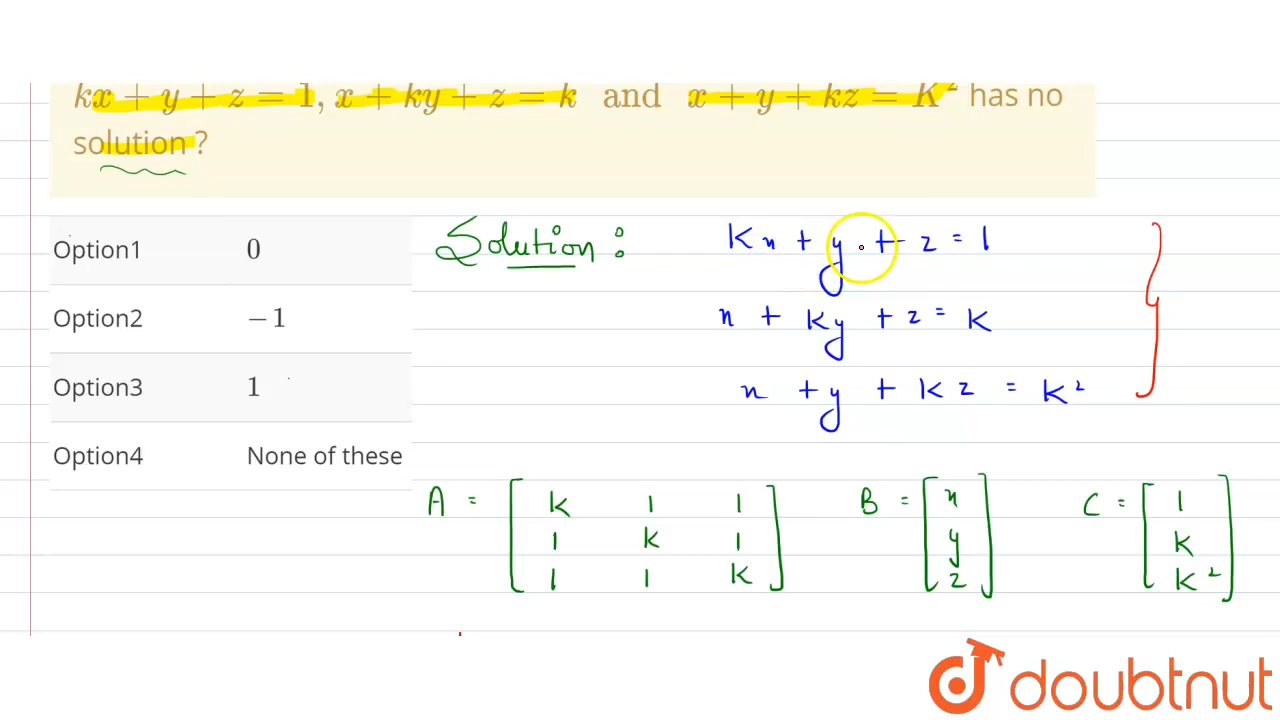 kx + y + z = 1, x + ky + z = k and x + y + kz = K² has no
solution ?
Option1 0
Option2 −1
Option3 1
Option4 None of these
Solution :
Kx + y + z = 1
x + Ky + z = K
x + y + Kz = K²
A = [ K 1 1 B = [ x C = [ 1
1 K 1 y K
1 1 K ] z ] K² ]
doubtnut